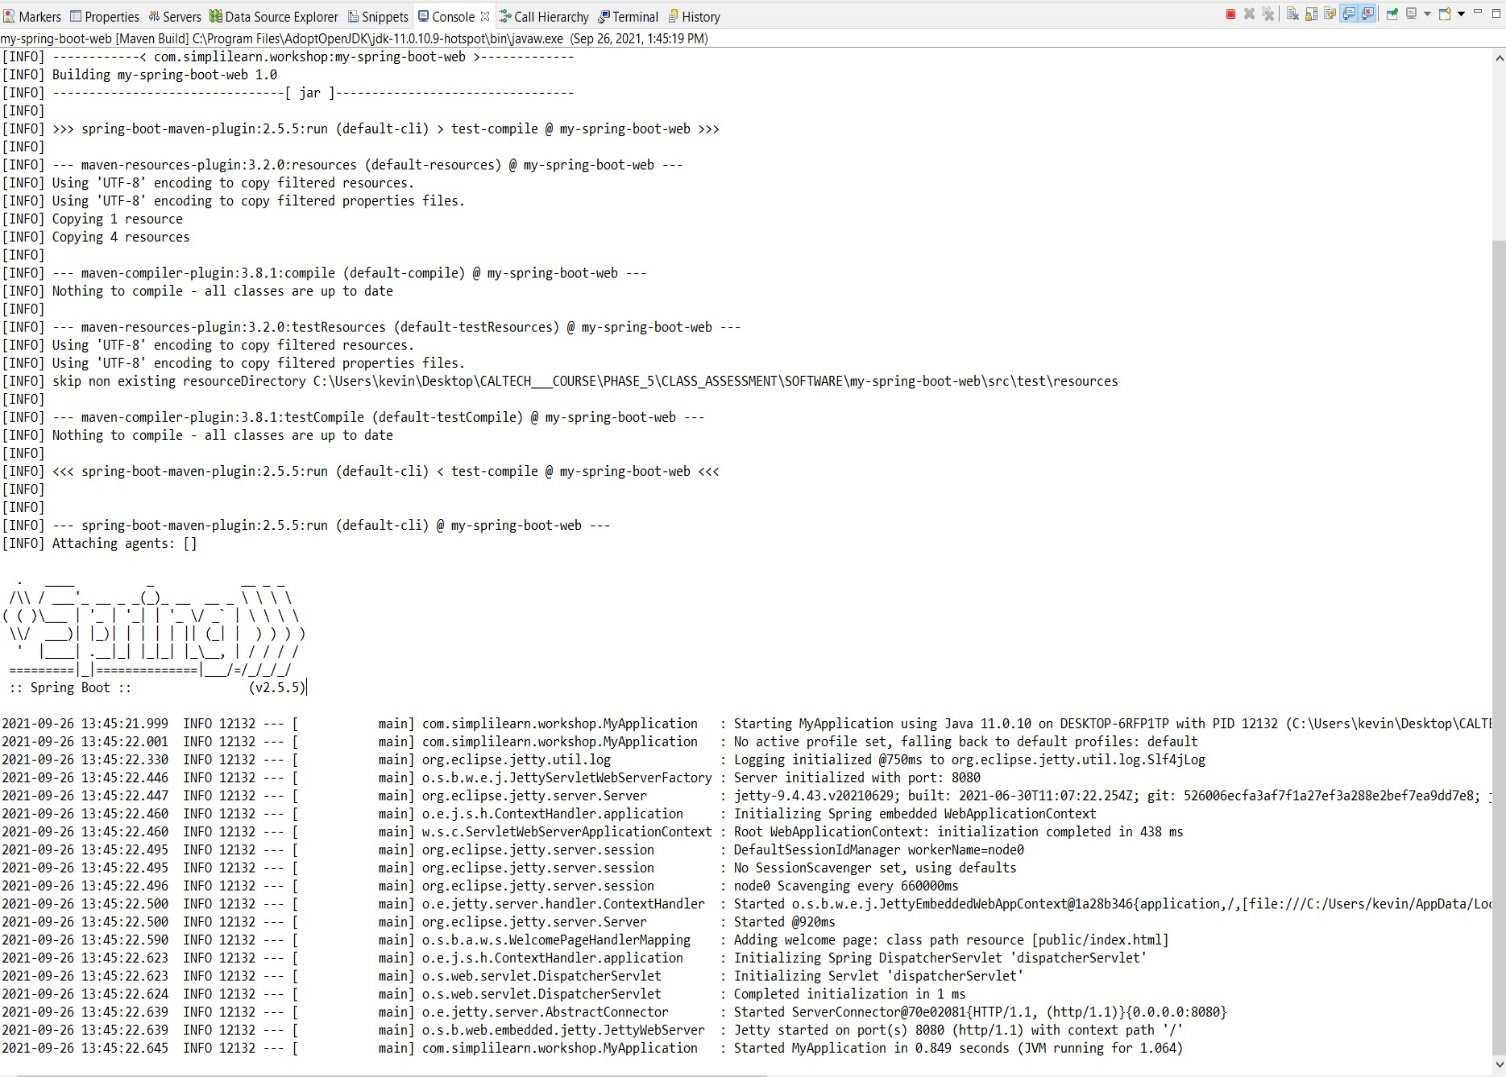 Markers Properties Servers Data Source Explorer Snippets Console Call Hierarchy Terminal History
my-spring-boot-web [Maven Build] C:\Program Files\AdoptOpenJDK\jdk-11.0.10.9-hotspot\bin\javaw.exe (Sep 26, 2021, 1:45:19 PM)
[INFO] ------------< com.simplilearn.workshop:my-spring-boot-web >-------------
[INFO] Building my-spring-boot-web 1.0
[INFO] --------------------------------[ jar ]---------------------------------
[INFO]
[INFO] >>> spring-boot-maven-plugin:2.5.5:run (default-cli) > test-compile @ my-spring-boot-web >>>
[INFO]
[INFO] --- maven-resources-plugin:3.2.0:resources (default-resources) @ my-spring-boot-web ---
[INFO] Using 'UTF-8' encoding to copy filtered resources.
[INFO] Using 'UTF-8' encoding to copy filtered properties files.
[INFO] Copying 1 resource
[INFO] Copying 4 resources
[INFO]
[INFO] --- maven-compiler-plugin:3.8.1:compile (default-compile) @ my-spring-boot-web ---
[INFO] Nothing to compile - all classes are up to date
[INFO]
[INFO] --- maven-resources-plugin:3.2.0:testResources (default-testResources) @ my-spring-boot-web ---
[INFO] Using 'UTF-8' encoding to copy filtered resources.
[INFO] Using 'UTF-8' encoding to copy filtered properties files.
[INFO] skip non existing resourceDirectory C:\Users\kevin\Desktop\CALTECH___COURSE\PHASE_5\CLASS_ASSESSMENT\SOFTWARE\my-spring-boot-web\src\test\resources
[INFO]
[INFO] --- maven-compiler-plugin:3.8.1:testCompile (default-testCompile) @ my-spring-boot-web ---
[INFO] Nothing to compile - all classes are up to date
[INFO]
[INFO] <<< spring-boot-maven-plugin:2.5.5:run (default-cli) < test-compile @ my-spring-boot-web <<<
[INFO]
[INFO]
[INFO] --- spring-boot-maven-plugin:2.5.5:run (default-cli) @ my-spring-boot-web ---
[INFO] Attaching agents: []
Spring
:: Spring Boot :: (v2.5.5)
2021-09-26 13:45:21.999 INFO 12132 --- [ main] com.simplilearn.workshop.MyApplication : Starting MyApplication using Java 11.0.10 on DESKTOP-6RFP1TP with PID 12132 (C:\Users\kevin\Desktop\CALTE
2021-09-26 13:45:22.001 INFO 12132 --- [ main] com.simplilearn.workshop.MyApplication : No active profile set, falling back to default profiles: default
2021-09-26 13:45:22.330 INFO 12132 --- [ main] org.eclipse.jetty.util.log : Logging initialized @750ms to org.eclipse.jetty.util.log.Slf4jLog
2021-09-26 13:45:22.446 INFO 12132 --- [ main] o.s.b.w.e.j.JettyServletWebServerFactory : Server initialized with port: 8080
2021-09-26 13:45:22.447 INFO 12132 --- [ main] org.eclipse.jetty.server.Server : jetty-9.4.43.v20210629; built: 2021-06-30T11:07:22.254Z; git: 526006ecfa3af7f1a27ef3a288e2bef7ea9dd7e8; j
2021-09-26 13:45:22.460 INFO 12132 --- [ main] o.e.j.s.h.ContextHandler.application : Initializing Spring embedded WebApplicationContext
2021-09-26 13:45:22.460 INFO 12132 --- [ main] w.s.c.ServletWebServerApplicationContext : Root WebApplicationContext: initialization completed in 438 ms
2021-09-26 13:45:22.495 INFO 12132 --- [ main] org.eclipse.jetty.server.session : DefaultSessionIdManager workerName=node0
2021-09-26 13:45:22.495 INFO 12132 --- [ main] org.eclipse.jetty.server.session : No SessionScavenger set, using defaults
2021-09-26 13:45:22.496 INFO 12132 --- [ main] org.eclipse.jetty.server.session : node0 Scavenging every 660000ms
2021-09-26 13:45:22.500 INFO 12132 --- [ main] o.e.jetty.server.handler.ContextHandler : Started o.s.b.w.e.j.JettyEmbeddedWebAppContext@1a28b346{application,/,[file:///C:/Users/kevin/AppData/Loc
2021-09-26 13:45:22.500 INFO 12132 --- [ main] org.eclipse.jetty.server.Server : Started @920ms
2021-09-26 13:45:22.590 INFO 12132 --- [ main] o.s.b.a.w.s.WelcomePageHandlerMapping : Adding welcome page: class path resource [public/index.html]
2021-09-26 13:45:22.623 INFO 12132 --- [ main] o.e.j.s.h.ContextHandler.application : Initializing Spring DispatcherServlet 'dispatcherServlet'
2021-09-26 13:45:22.623 INFO 12132 --- [ main] o.s.web.servlet.DispatcherServlet : Initializing Servlet 'dispatcherServlet'
2021-09-26 13:45:22.624 INFO 12132 --- [ main] o.s.web.servlet.DispatcherServlet : Completed initialization in 1 ms
2021-09-26 13:45:22.639 INFO 12132 --- [ main] o.e.jetty.server.AbstractConnector : Started ServerConnector@70e02081{HTTP/1.1, (http/1.1)}{0.0.0.0:8080}
2021-09-26 13:45:22.639 INFO 12132 --- [ main] o.s.b.web.embedded.jetty.JettyWebServer : Jetty started on port(s) 8080 (http/1.1) with context path '/'
2021-09-26 13:45:22.645 INFO 12132 --- [ main] com.simplilearn.workshop.MyApplication : Started MyApplication in 0.849 seconds (JVM running for 1.064)